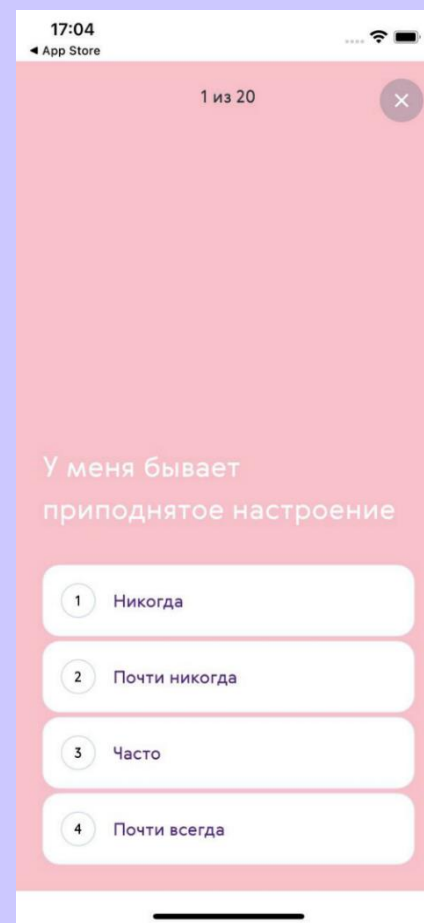 17:04
◀ App Store
1 из 20
У меня бывает
приподнятое настроение
1 Никогда
2 Почти никогда
3 Часто
4 Почти всегда